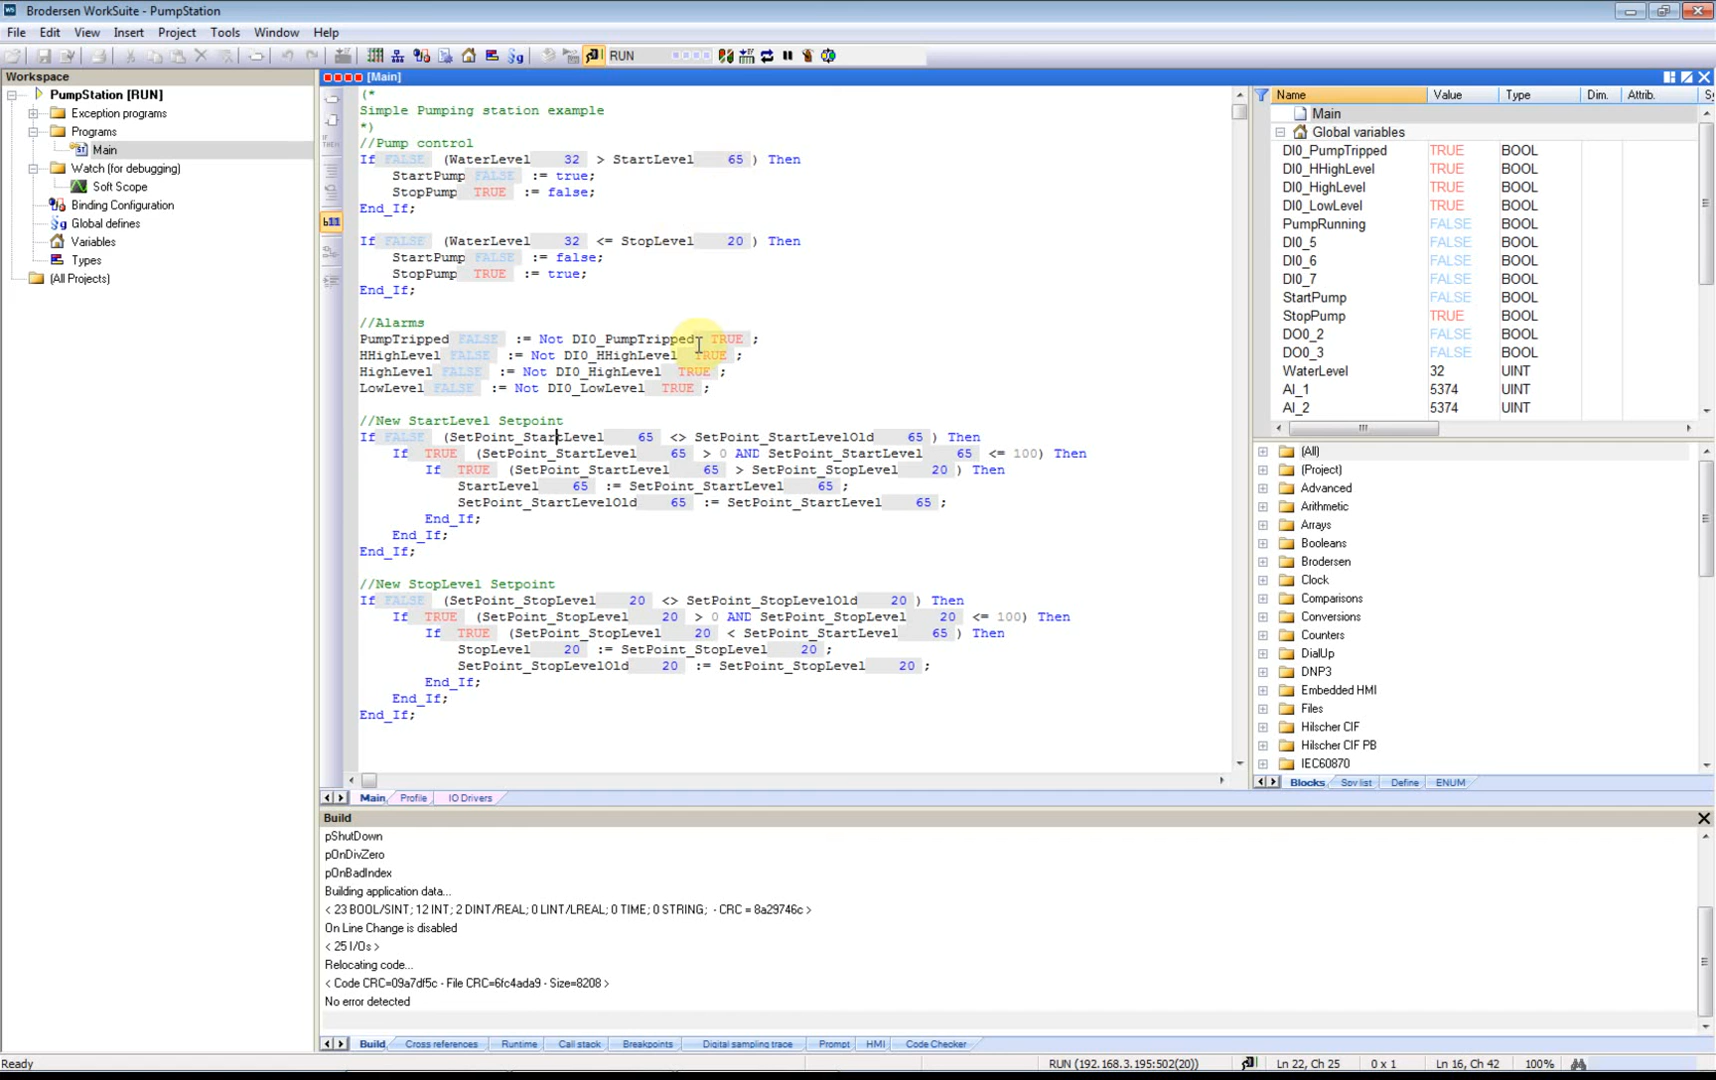 Brodersen WorkSuite - PumpStation
File Edit View Insert Project Tools Window Help
RUN
Workspace
PumpStation [RUN]
Exception programs
Programs
Main
Watch (for debugging)
Soft Scope
Binding Configuration
Global defines
Variables
Types
(All Projects)
[Main]
(*
Simple Pumping station example
*)
//Pump control
If FALSE (WaterLevel 32 > StartLevel 65 ) Then
StartPump FALSE := true;
StopPump TRUE := false;
End_If;
If FALSE (WaterLevel 32 <= StopLevel 20 ) Then
StartPump FALSE := false;
StopPump TRUE := true;
End_If;
//Alarms
PumpTripped FALSE := Not DI0_PumpTripped TRUE ;
HHighLevel FALSE := Not DI0_HHighLevel TRUE ;
HighLevel FALSE := Not DI0_HighLevel TRUE ;
LowLevel FALSE := Not DI0_LowLevel TRUE ;
//New StartLevel Setpoint
If FALSE (SetPoint_StartLevel 65 <> SetPoint_StartLevelOld 65 ) Then
If TRUE (SetPoint_StartLevel 65 > 0 AND SetPoint_StartLevel 65 <= 100) Then
If TRUE (SetPoint_StartLevel 65 > SetPoint_StopLevel 20 ) Then
StartLevel 65 := SetPoint_StartLevel 65 ;
SetPoint_StartLevelOld 65 := SetPoint_StartLevel 65 ;
End_If;
End_If;
End_If;
//New StopLevel Setpoint
If FALSE (SetPoint_StopLevel 20 <> SetPoint_StopLevelOld 20 ) Then
If TRUE (SetPoint_StopLevel 20 > 0 AND SetPoint_StopLevel 20 <= 100) Then
If TRUE (SetPoint_StopLevel 20 < SetPoint_StartLevel 65 ) Then
StopLevel 20 := SetPoint_StopLevel 20 ;
SetPoint_StopLevelOld 20 := SetPoint_StopLevel 20 ;
End_If;
End_If;
End_If;
Main Profile IO Drivers
Name Value Type Dim. Attrib.
Main
Global variables
DI0_PumpTripped TRUE BOOL
DI0_HHighLevel TRUE BOOL
DI0_HighLevel TRUE BOOL
DI0_LowLevel TRUE BOOL
PumpRunning FALSE BOOL
DI0_5 FALSE BOOL
DI0_6 FALSE BOOL
DI0_7 FALSE BOOL
StartPump FALSE BOOL
StopPump TRUE BOOL
DO0_2 FALSE BOOL
DO0_3 FALSE BOOL
WaterLevel 32 UINT
AI_1 5374 UINT
AI_2 5374 UINT
(All)
(Project)
Advanced
Arithmetic
Arrays
Booleans
Brodersen
Clock
Comparisons
Conversions
Counters
DialUp
DNP3
Embedded HMI
Files
Hilscher CIF
Hilscher CIF PB
IEC60870
Blocks Spy list Define ENUM
Build
pShutDown
pOnDivZero
pOnBadIndex
Building application data...
< 23 BOOL/SINT; 12 INT; 2 DINT/REAL; 0 LINT/LREAL; 0 TIME; 0 STRING; - CRC = 8a29746c >
On Line Change is disabled
< 25 I/Os >
Relocating code...
< Code CRC=09a7df5c - File CRC=6fc4ada9 - Size=8208 >
No error detected
Build Cross references Runtime Call stack Breakpoints Digital sampling trace Prompt HMI Code Checker
Ready RUN (192.168.3.195:502(20)) Ln 22, Ch 25 0 x 1 Ln 16, Ch 42 100%